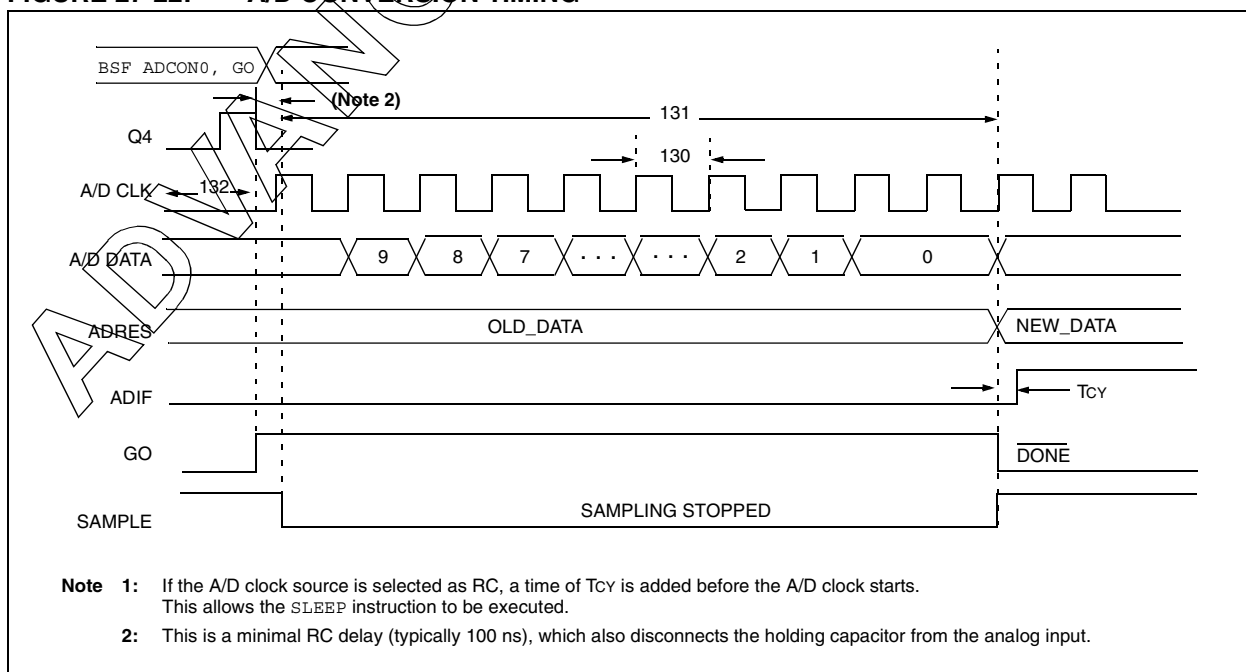 BSF ADCON0, GO
(Note 2)
131
Q4
130
A/D CLK
132
A/D DATA
9 8 7 . . . . . . 2 1 0
ADRES
OLD_DATA
NEW_DATA
ADIF
TCY
GO
DONE
SAMPLE
SAMPLING STOPPED
Note 1: If the A/D clock source is selected as RC, a time of TCY is added before the A/D clock starts.
This allows the SLEEP instruction to be executed.
2: This is a minimal RC delay (typically 100 ns), which also disconnects the holding capacitor from the analog input.